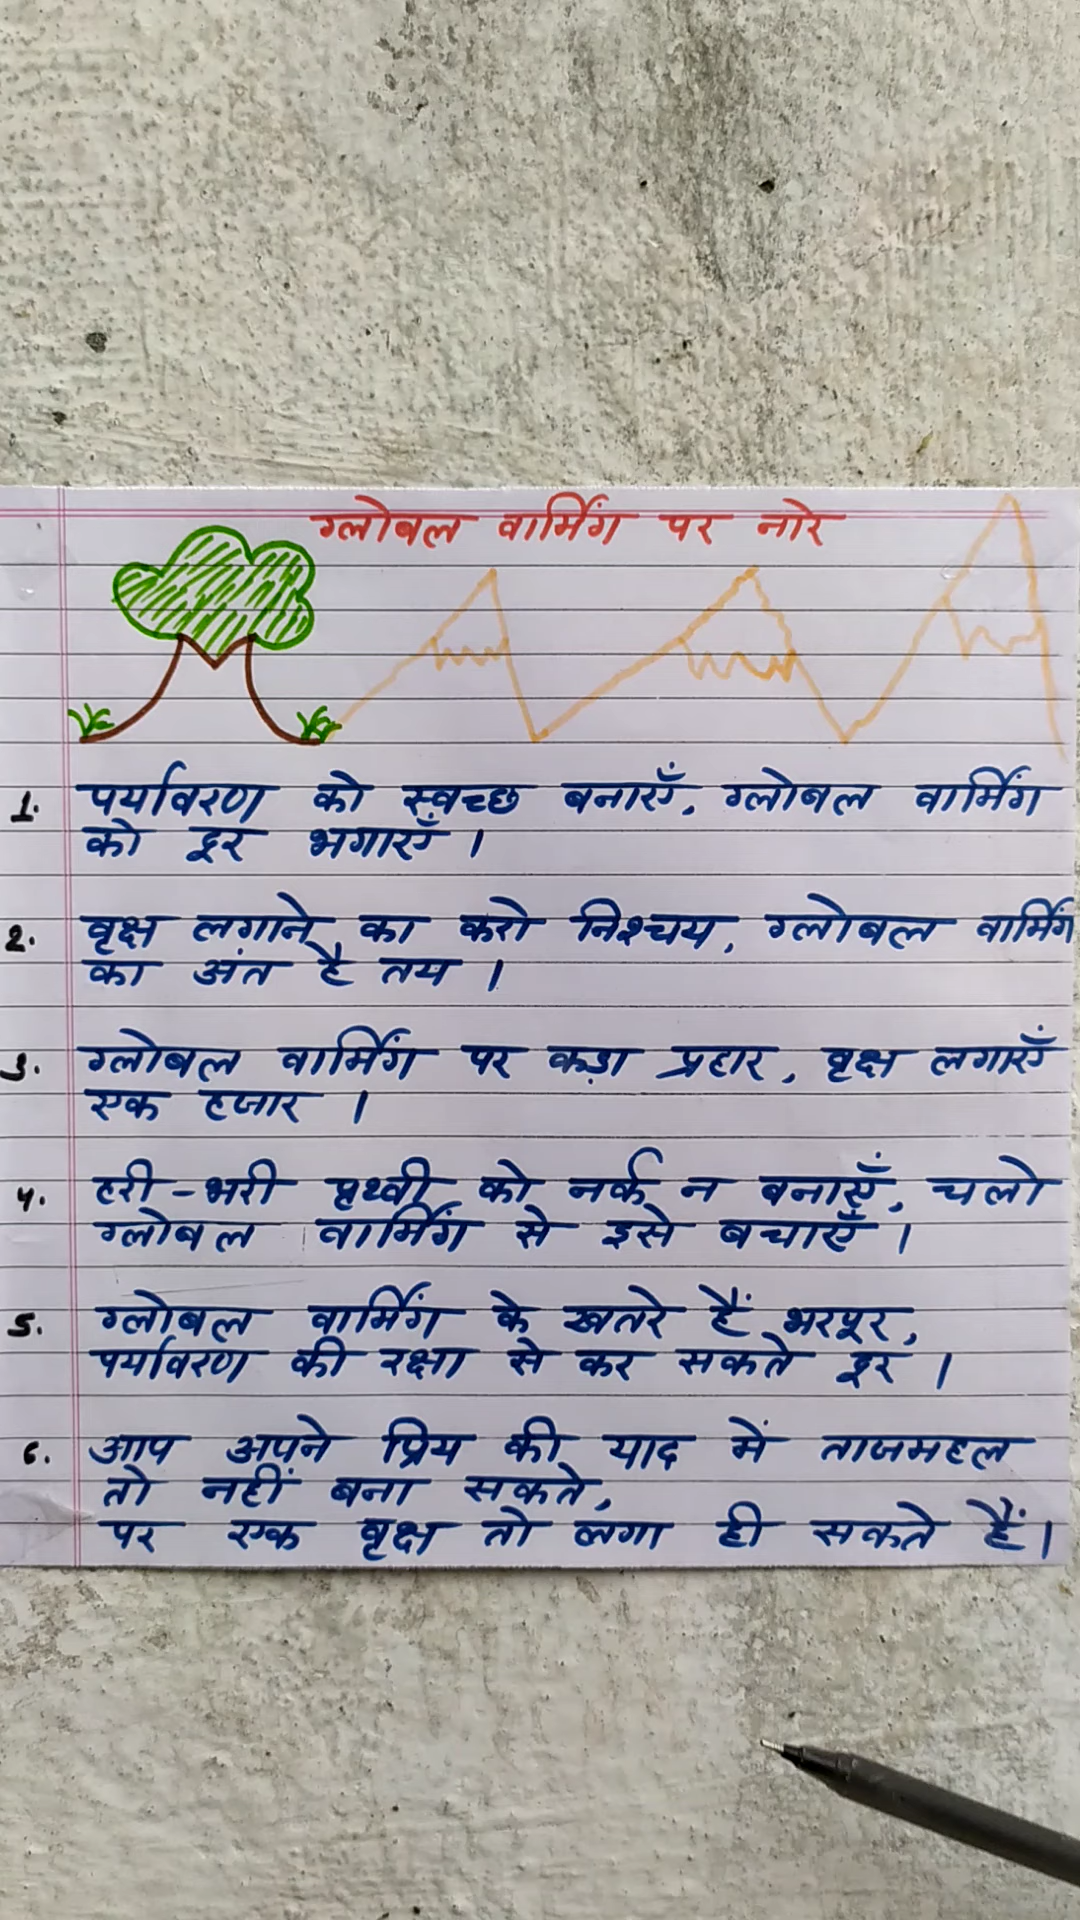 ग्लोबल वार्मिंग पर नारे
1. पर्यावरण को स्वच्छ बनाएँ, ग्लोबल वार्मिंग
को दूर भगाएँ ।
2. वृक्ष लगाने का करो निश्चय, ग्लोबल वार्मिंग
का अंत है तय ।
3. ग्लोबल वार्मिंग पर कड़ा प्रहार, वृक्ष लगाएँ
एक हजार ।
4. हरी-भरी पृथ्वी को नर्क न बनाएँ, चलो
ग्लोबल वार्मिंग से इसे बचाएँ ।
5. ग्लोबल वार्मिंग के खतरे हैं भरपूर,
पर्यावरण की रक्षा से कर सकते दूर ।
6. आप अपने प्रिय की याद में ताजमहल
तो नहीं बना सकते,
पर एक वृक्ष तो लगा ही सकते हैं ।